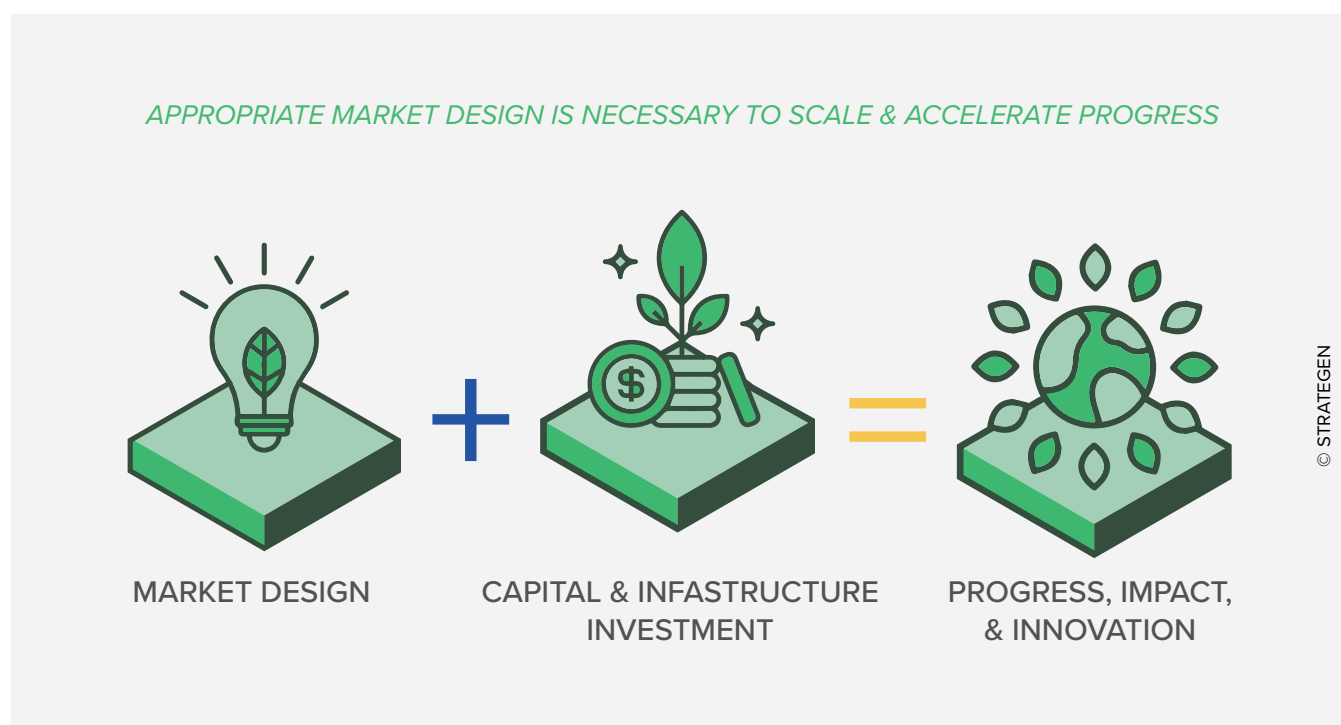 APPROPRIATE MARKET DESIGN IS NECESSARY TO SCALE & ACCELERATE PROGRESS
$
MARKET DESIGN
CAPITAL & INFASTRUCTURE
INVESTMENT
PROGRESS, IMPACT,
& INNOVATION
© STRATEGEN